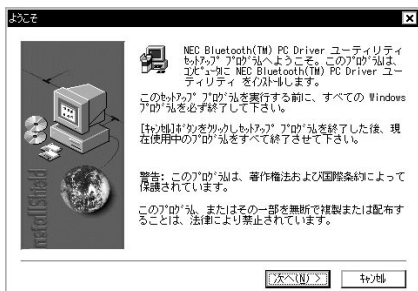 ようこそ
NEC Bluetooth(TM) PC Driver ユーティリティ
ｾｯﾄｱｯﾌﾟ ﾌﾟﾛｸﾞﾗﾑへようこそ。このﾌﾟﾛｸﾞﾗﾑは、
ｺﾝﾋﾟｭｰﾀに NEC Bluetooth(TM) PC Driver ユー
ティリティ をｲﾝｽﾄｰﾙします。
このｾｯﾄｱｯﾌﾟ ﾌﾟﾛｸﾞﾗﾑを実行する前に、すべての Windows
ﾌﾟﾛｸﾞﾗﾑを必ず終了して下さい。
[ｷｬﾝｾﾙ]ﾎﾞﾀﾝをｸﾘｯｸしｾｯﾄｱｯﾌﾟ ﾌﾟﾛｸﾞﾗﾑを終了した後、現
在使用中のﾌﾟﾛｸﾞﾗﾑをすべて終了させて下さい。
警告: このﾌﾟﾛｸﾞﾗﾑは、著作権法および国際条約によって
保護されています。
このﾌﾟﾛｸﾞﾗﾑ、またはその一部を無断で複製または配布す
ることは、法律により禁止されています。
InstallShield
次へ(N) >
ｷｬﾝｾﾙ